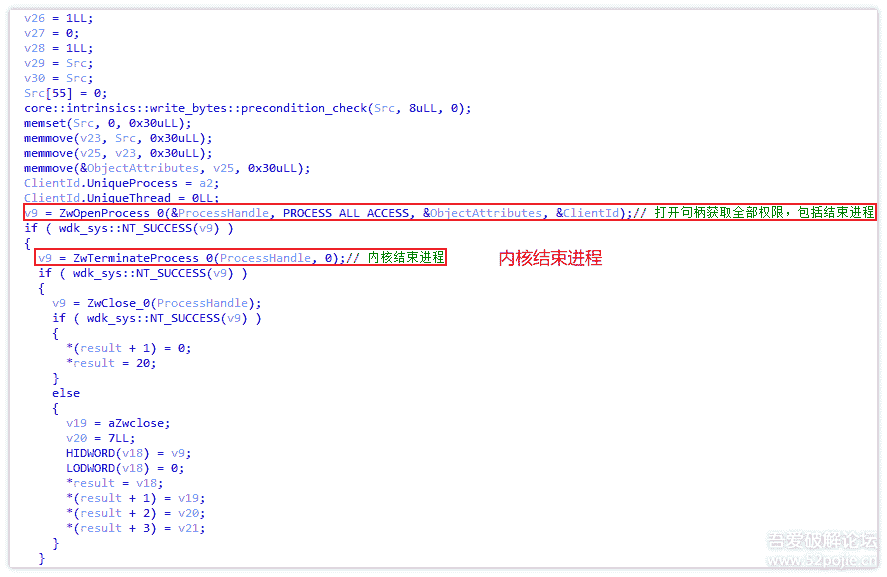 v26 = 1LL;
v27 = 0;
v28 = 1LL;
v29 = Src;
v30 = Src;
Src[55] = 0;
core::intrinsics::write_bytes::precondition_check(Src, 8uLL, 0);
memset(Src, 0, 0x30uLL);
memmove(v23, Src, 0x30uLL);
memmove(v25, v23, 0x30uLL);
memmove(&ObjectAttributes, v25, 0x30uLL);
ClientId.UniqueProcess = a2;
ClientId.UniqueThread = 0LL;
v9 = ZwOpenProcess_0(&ProcessHandle, PROCESS_ALL_ACCESS, &ObjectAttributes, &ClientId);// 打开句柄获取全部权限，包括结束进程
if ( wdk_sys::NT_SUCCESS(v9) )
{
v9 = ZwTerminateProcess_0(ProcessHandle, 0);// 内核结束进程 内核结束进程
if ( wdk_sys::NT_SUCCESS(v9) )
{
v9 = ZwClose_0(ProcessHandle);
if ( wdk_sys::NT_SUCCESS(v9) )
{
*(result + 1) = 0;
*result = 20;
}
else
{
v19 = aZwclose;
v20 = 7LL;
HIDWORD(v18) = v9;
LODWORD(v18) = 0;
*result = v18;
*(result + 1) = v19;
*(result + 2) = v20;
*(result + 3) = v21;
}
}
吾爱破解论坛
www.52pojie.cn